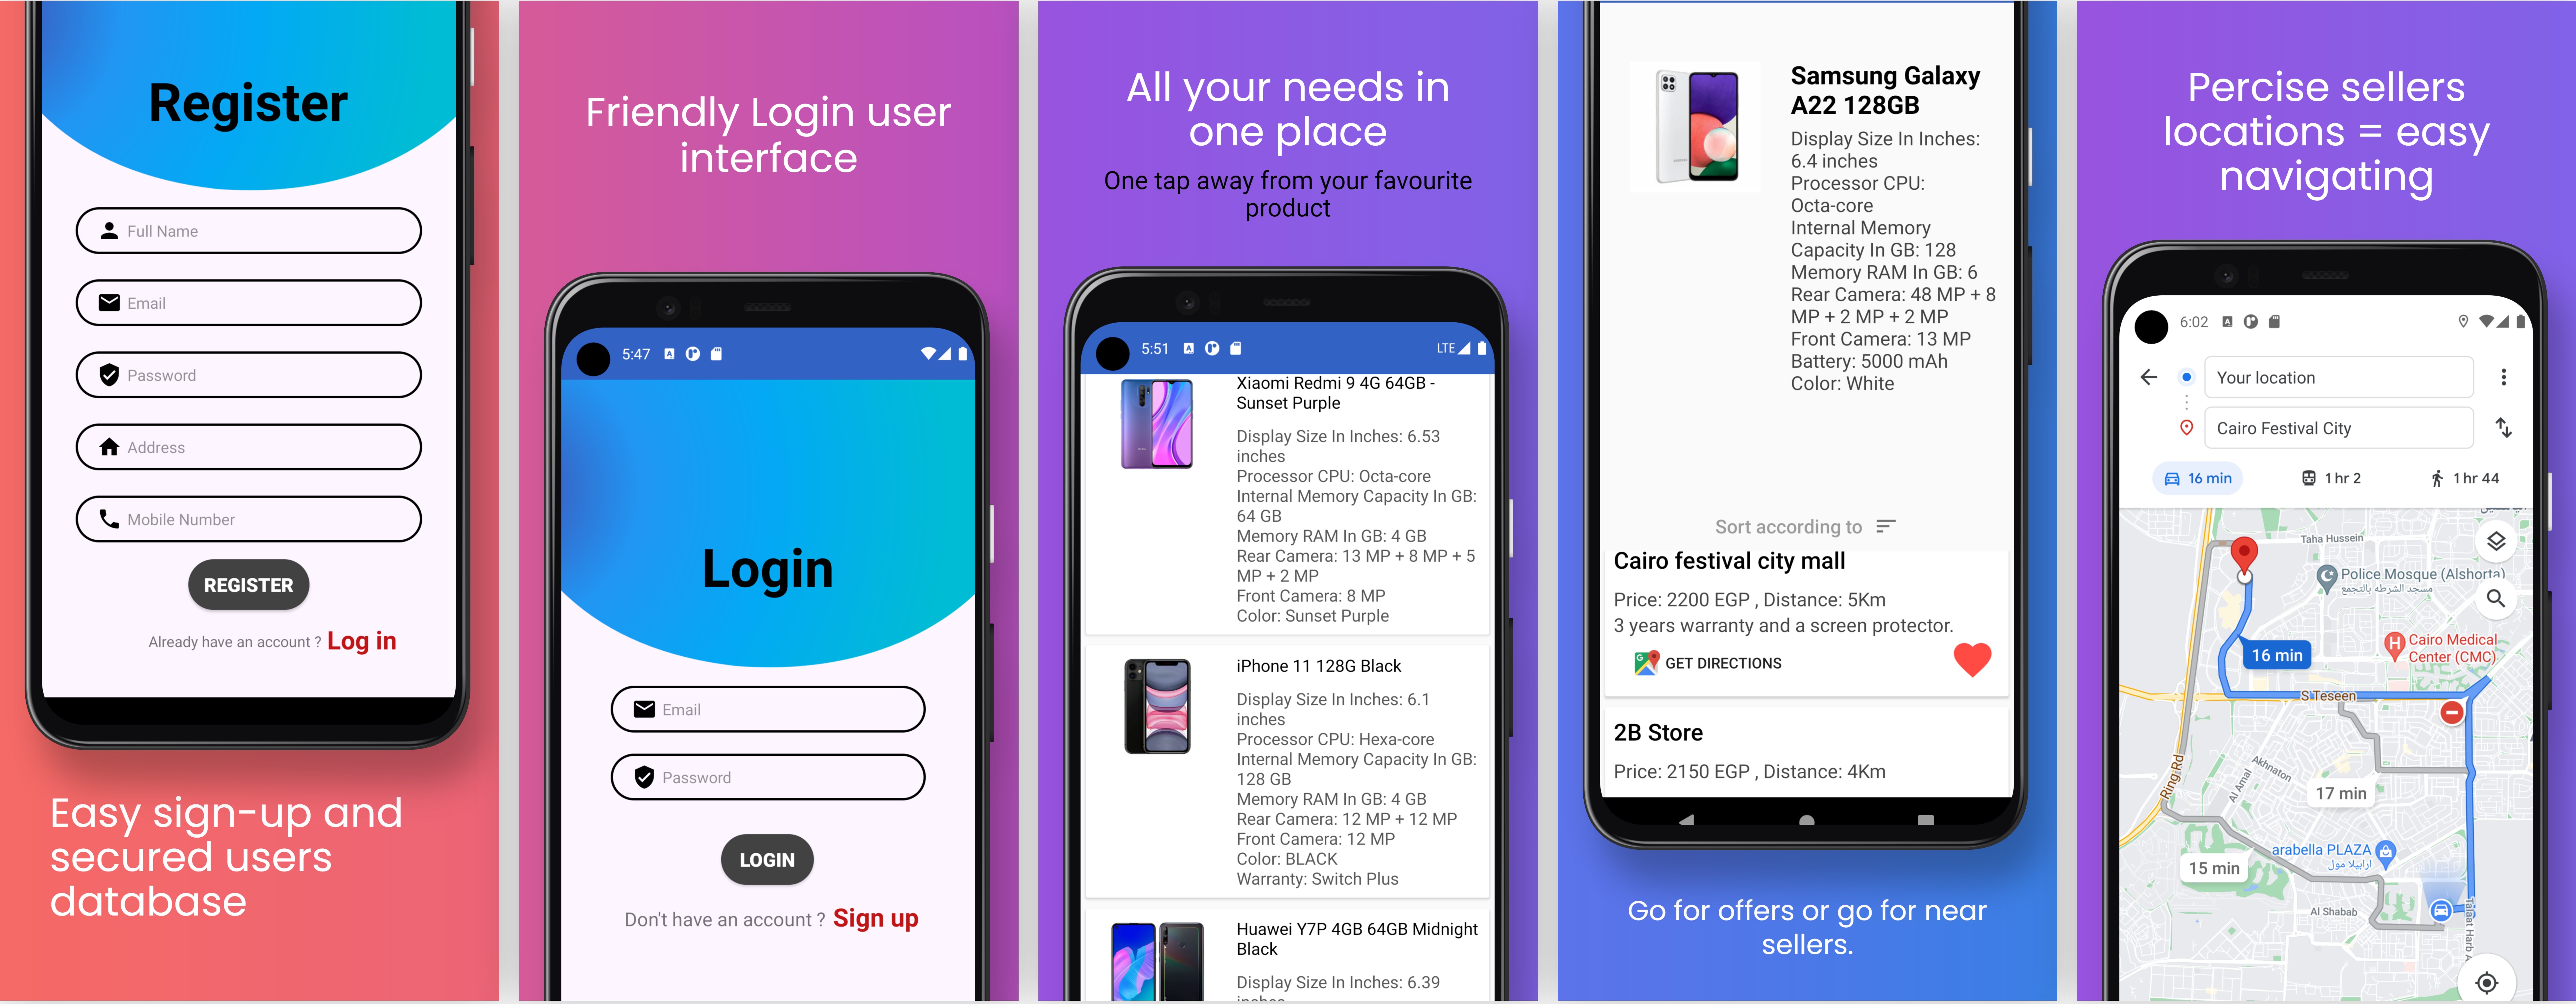 Register
Full Name
Email
Password
Address
Mobile Number
REGISTER
Already have an account ? Log in
Easy sign-up and
secured users
database
Friendly Login user
interface
5:47
Login
Email
Password
LOGIN
Don't have an account ? Sign up
All your needs in
one place
One tap away from your favourite
product
5:51
LTE
Xiaomi Redmi 9 4G 64GB -
Sunset Purple
Display Size In Inches: 6.53
inches
Processor CPU: Octa-core
Internal Memory Capacity In GB:
64 GB
Memory RAM In GB: 4 GB
Rear Camera: 13 MP + 8 MP + 5
MP + 2 MP
Front Camera: 8 MP
Color: Sunset Purple
iPhone 11 128G Black
Display Size In Inches: 6.1
inches
Processor CPU: Hexa-core
Internal Memory Capacity In GB:
128 GB
Memory RAM In GB: 4 GB
Rear Camera: 12 MP + 12 MP
Front Camera: 12 MP
Color: BLACK
Warranty: Switch Plus
Huawei Y7P 4GB 64GB Midnight
Black
Display Size In Inches: 6.39
inches
Samsung Galaxy
A22 128GB
Display Size In Inches:
6.4 inches
Processor CPU:
Octa-core
Internal Memory
Capacity In GB: 128
Memory RAM In GB: 6
Rear Camera: 48 MP + 8
MP + 2 MP + 2 MP
Front Camera: 13 MP
Battery: 5000 mAh
Color: White
Sort according to
Cairo festival city mall
Price: 2200 EGP , Distance: 5Km
3 years warranty and a screen protector.
GET DIRECTIONS
2B Store
Price: 2150 EGP , Distance: 4Km
Go for offers or go for near
sellers.
Percise sellers
locations = easy
navigating
6:02
Your location
Cairo Festival City
16 min
1 hr 2
1 hr 44
Taha Hussein
Police Mosque (Alshorta)
مسجد الشرطه بالتجمع
Cairo Medical
Center (CMC)
16 min
S Teseen
Ring Rd
Akhnaton
Al Amal
17 min
arabella PLAZA
ارابيلا مول
15 min
Al Shabab
Talaat Harb